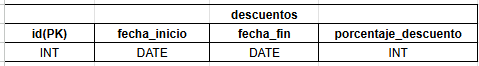 descuentos
id(PK) fecha_inicio fecha_fin porcentaje_descuento
INT DATE DATE INT